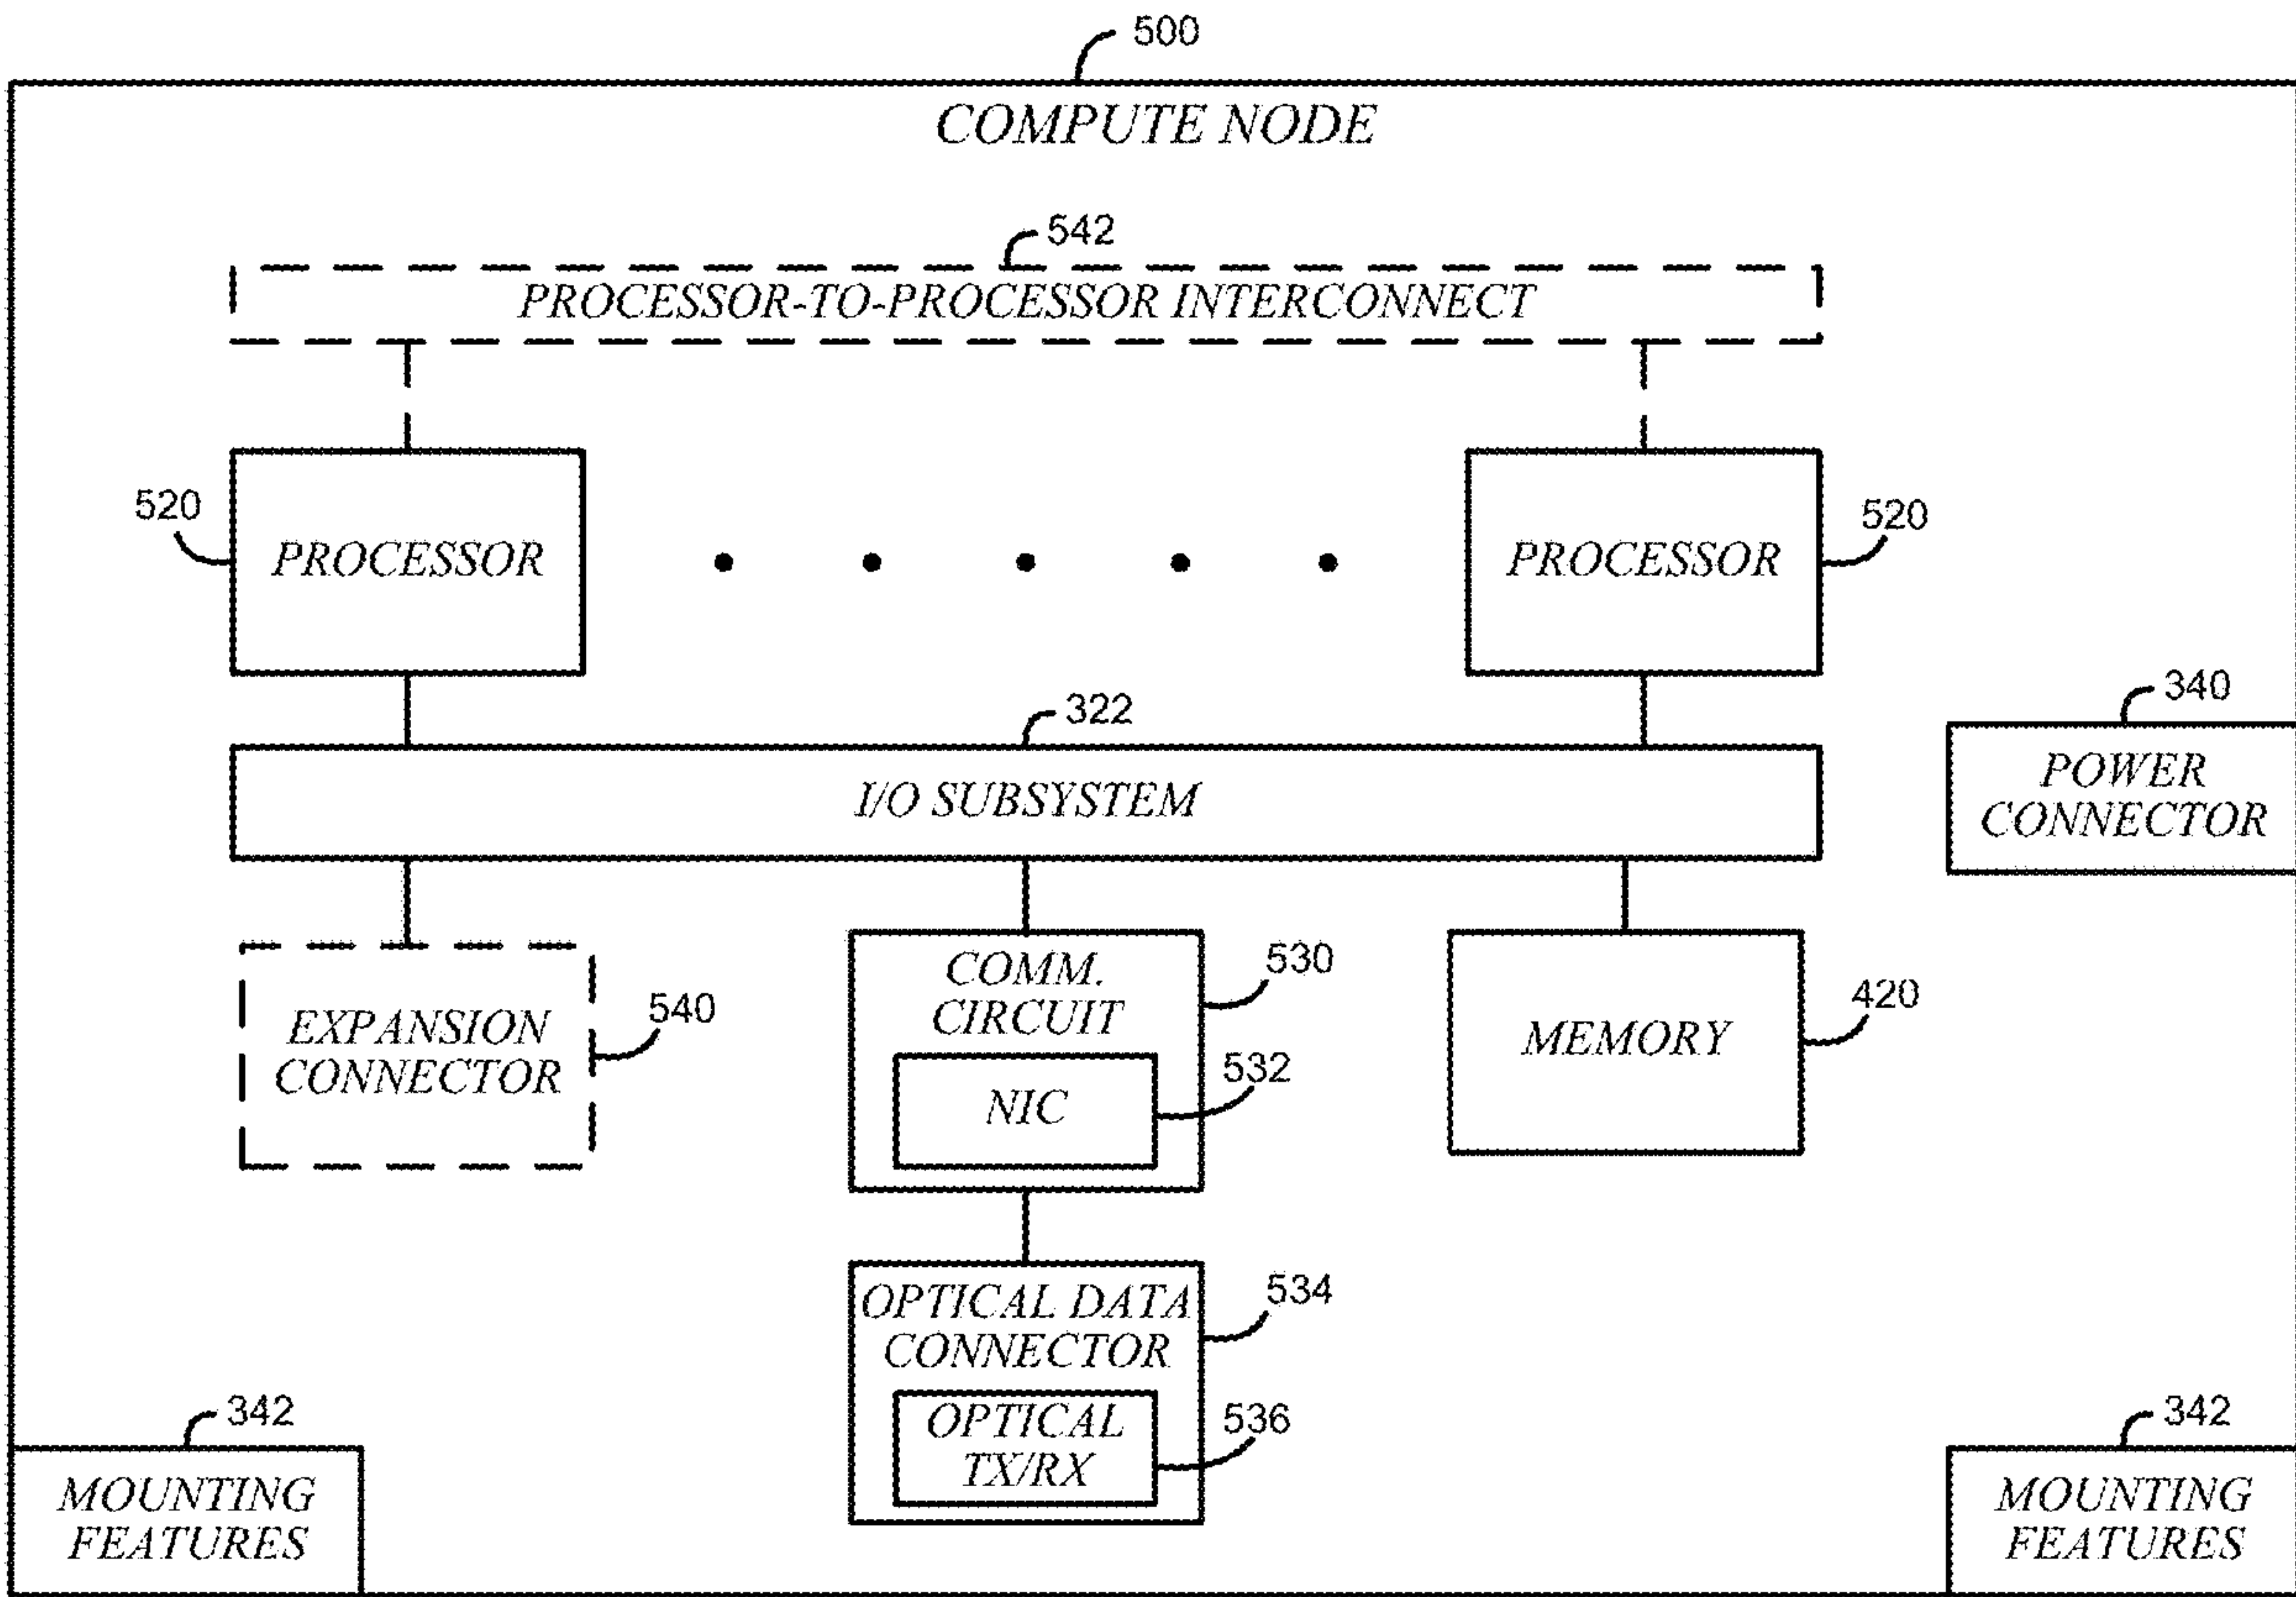 500
COMPUTE NODE
542
PROCESSOR-TO-PROCESSOR INTERCONNECT
520
PROCESSOR
PROCESSOR
520
322
I/O SUBSYSTEM
340
POWER
CONNECTOR
EXPANSION
CONNECTOR
540
COMM.
CIRCUIT
530
NIC
532
MEMORY
420
OPTICAL DATA
CONNECTOR
534
OPTICAL
TX/RX
536
342
MOUNTING
FEATURES
342
MOUNTING
FEATURES